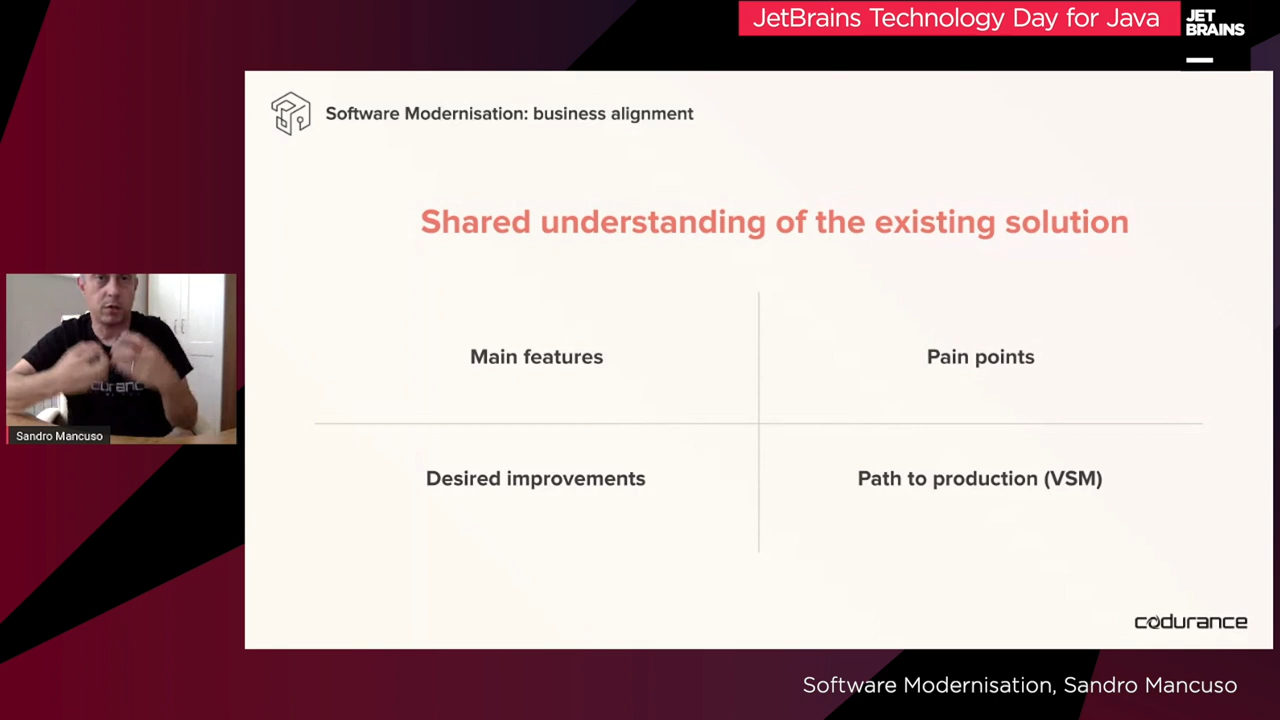 JetBrains Technology Day for Java
JET
BRAINS
Software Modernisation: business alignment
Shared understanding of the existing solution
Main features
Pain points
Desired improvements
Path to production (VSM)
Sandro Mancuso
codurance
Software Modernisation, Sandro Mancuso